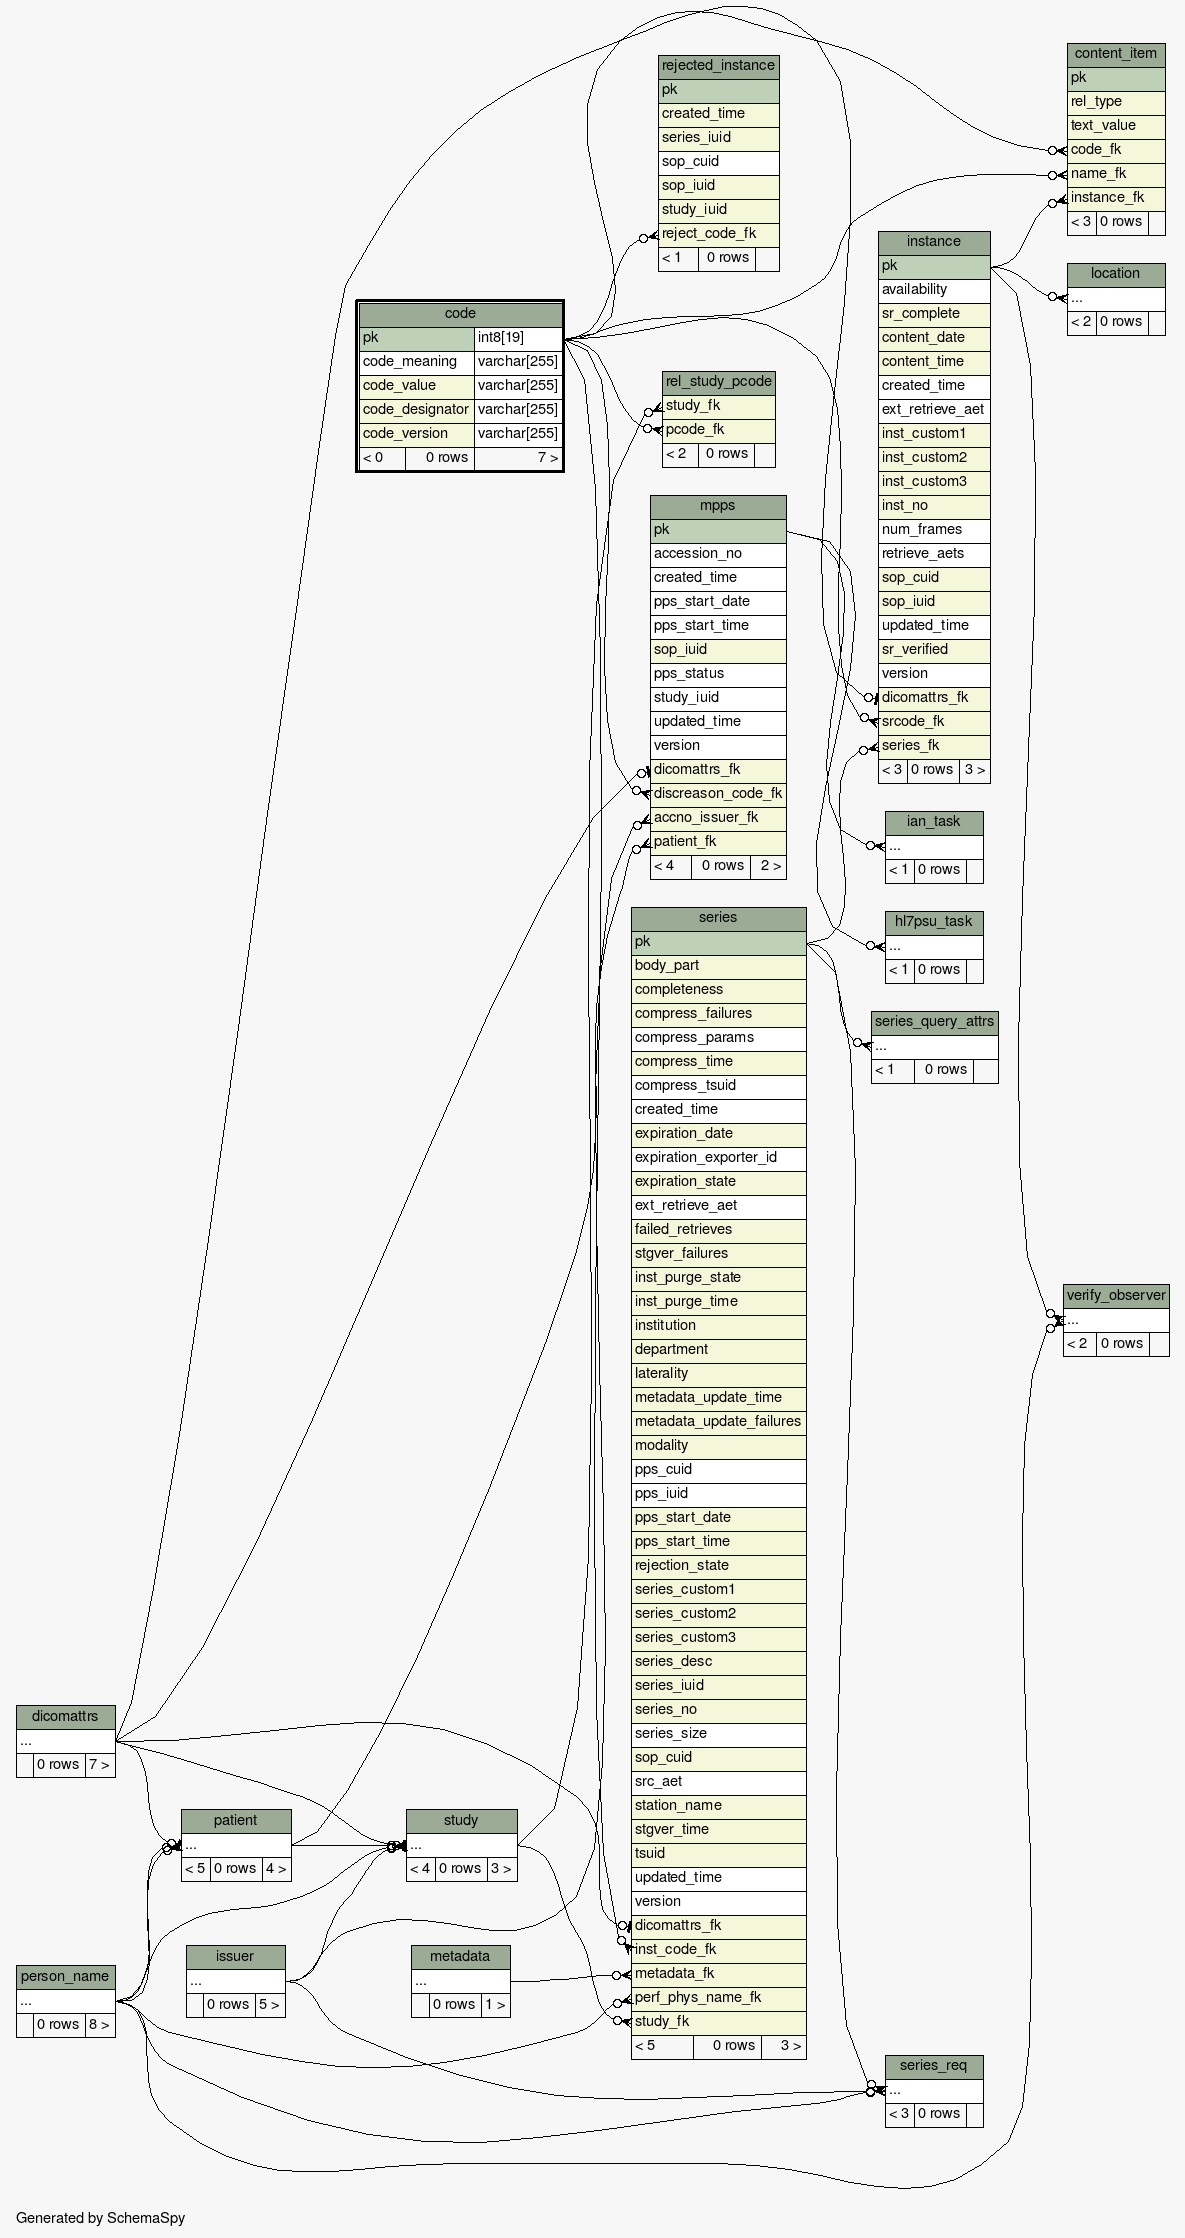 rejected_instance
pk
created_time
series_iuid
sop_cuid
sop_iuid
study_iuid
reject_code_fk
< 1 0 rows
content_item
pk
rel_type
text_value
code_fk
name_fk
instance_fk
< 3 0 rows
location
...
< 2 0 rows
code
pk int8[19]
code_meaning varchar[255]
code_value varchar[255]
code_designator varchar[255]
code_version varchar[255]
< 0 0 rows 7 >
rel_study_pcode
study_fk
pcode_fk
< 2 0 rows
instance
pk
availability
sr_complete
content_date
content_time
created_time
ext_retrieve_aet
inst_custom1
inst_custom2
inst_custom3
inst_no
num_frames
retrieve_aets
sop_cuid
sop_iuid
updated_time
sr_verified
version
dicomattrs_fk
srcode_fk
series_fk
< 3 0 rows 3 >
mpps
pk
accession_no
created_time
pps_start_date
pps_start_time
sop_iuid
pps_status
study_iuid
updated_time
version
dicomattrs_fk
discreason_code_fk
accno_issuer_fk
patient_fk
< 4 0 rows 2 >
ian_task
...
< 1 0 rows
hl7psu_task
...
< 1 0 rows
series_query_attrs
...
< 1 0 rows
series
pk
body_part
completeness
compress_failures
compress_params
compress_time
compress_tsuid
created_time
expiration_date
expiration_exporter_id
expiration_state
ext_retrieve_aet
failed_retrieves
stgver_failures
inst_purge_state
inst_purge_time
institution
department
laterality
metadata_update_time
metadata_update_failures
modality
pps_cuid
pps_iuid
pps_start_date
pps_start_time
rejection_state
series_custom1
series_custom2
series_custom3
series_desc
series_iuid
series_no
series_size
sop_cuid
src_aet
station_name
stgver_time
tsuid
updated_time
version
dicomattrs_fk
inst_code_fk
metadata_fk
perf_phys_name_fk
study_fk
< 5 0 rows 3 >
verify_observer
...
< 2 0 rows
dicomattrs
...
0 rows 7 >
patient
...
< 5 0 rows 4 >
study
...
< 4 0 rows 3 >
issuer
...
0 rows 5 >
metadata
...
0 rows 1 >
person_name
...
0 rows 8 >
series_req
...
< 3 0 rows
Generated by SchemaSpy